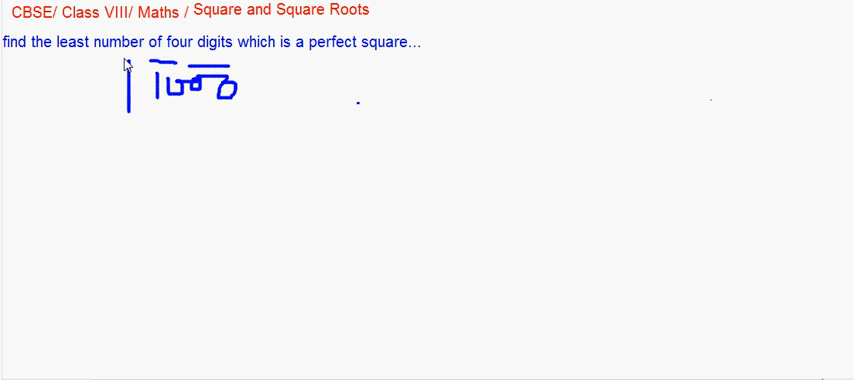 CBSE/ Class VIII/ Maths / Square and Square Roots
find the least number of four digits which is a perfect square...
1000